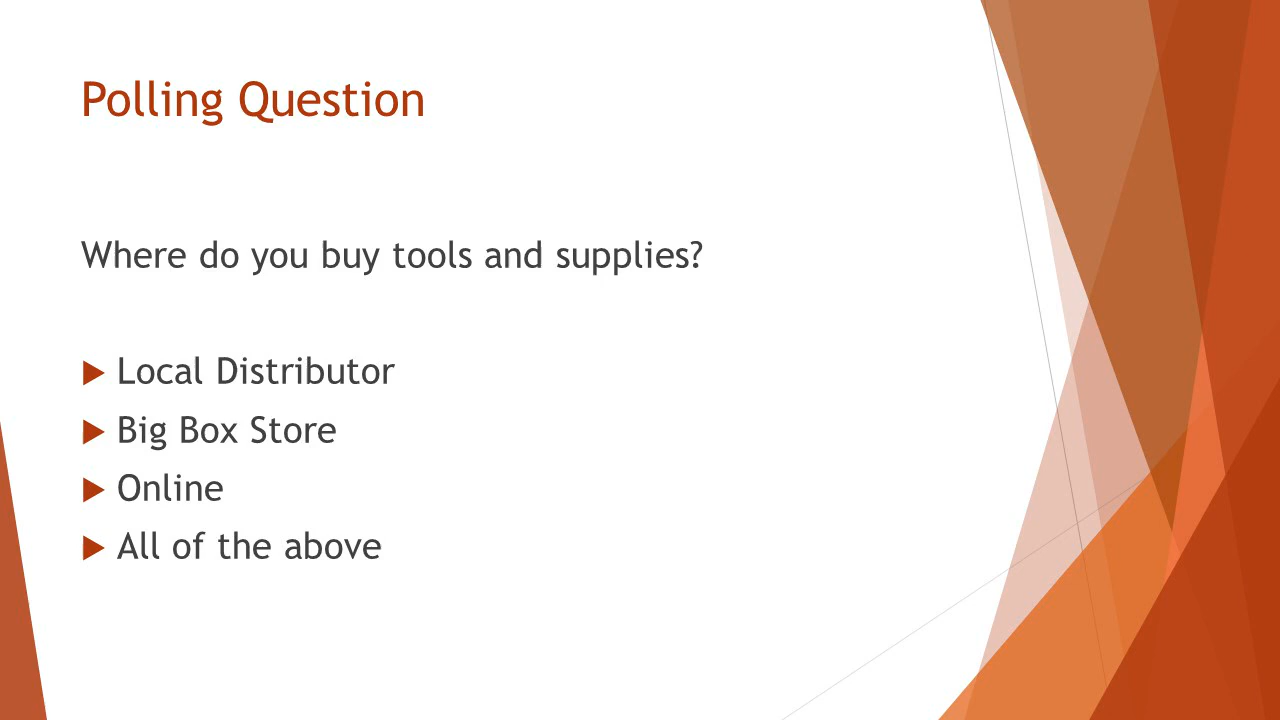 Polling Question
Where do you buy tools and supplies?
Local Distributor
Big Box Store
Online
All of the above